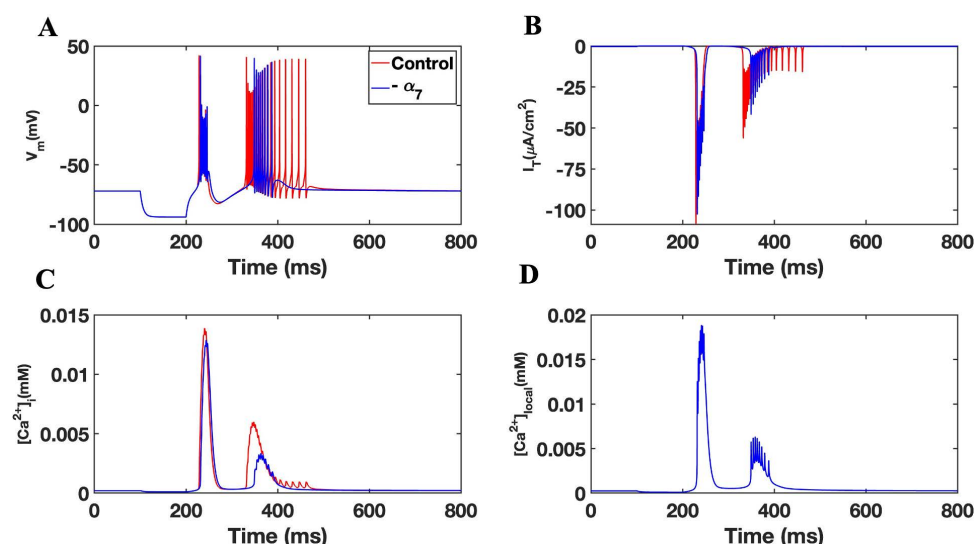 A
50
0
-50
-100
V_m(mV)
Control
- α_7
0 200 400 600 800
Time (ms)
B
0
-25
-50
-75
-100
I_T(μA/cm²)
0 200 400 600 800
Time (ms)
C
0.015
0.01
0.005
0
[Ca²⁺]_i(mM)
0 200 400 600 800
Time (ms)
D
0.02
0.015
0.01
0.005
0
[Ca²⁺]_local(mM)
0 200 400 600 800
Time (ms)